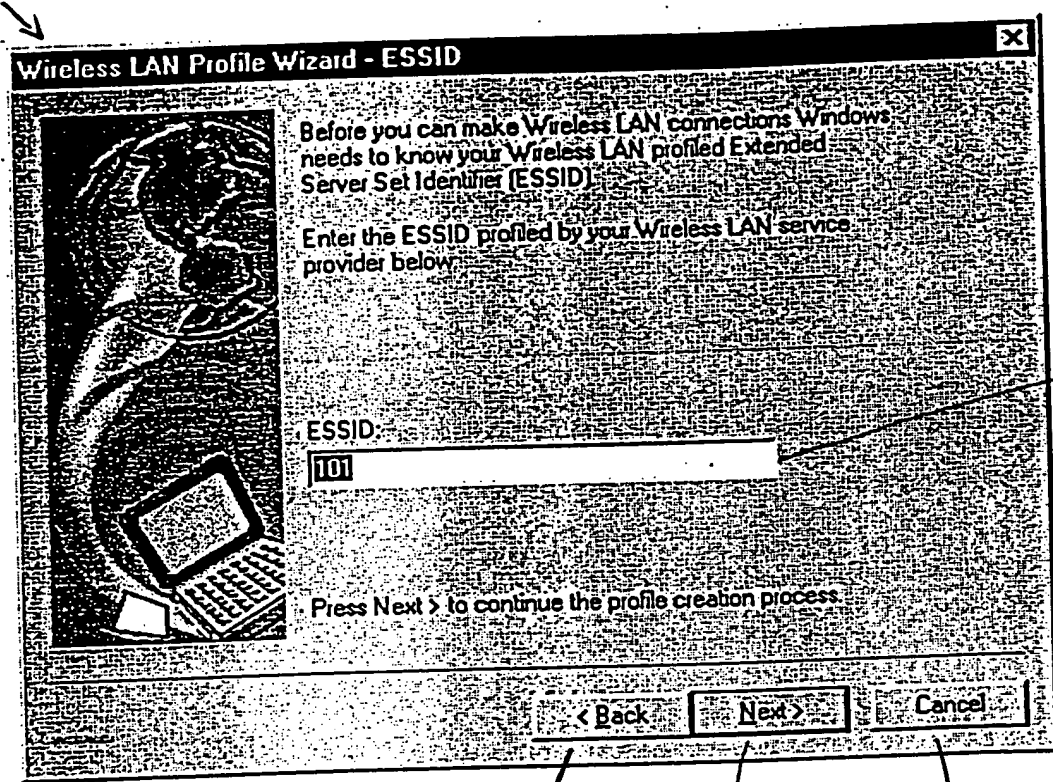 Wireless LAN Profile Wizard - ESSID
Before you can make Wireless LAN connections Windows
needs to know your Wireless LAN profiled Extended
Server Set Identifier (ESSID).
Enter the ESSID profiled by your Wireless LAN service
provider below
ESSID:
101
Press Next > to continue the profile creation process.
< Back
Next >
Cancel